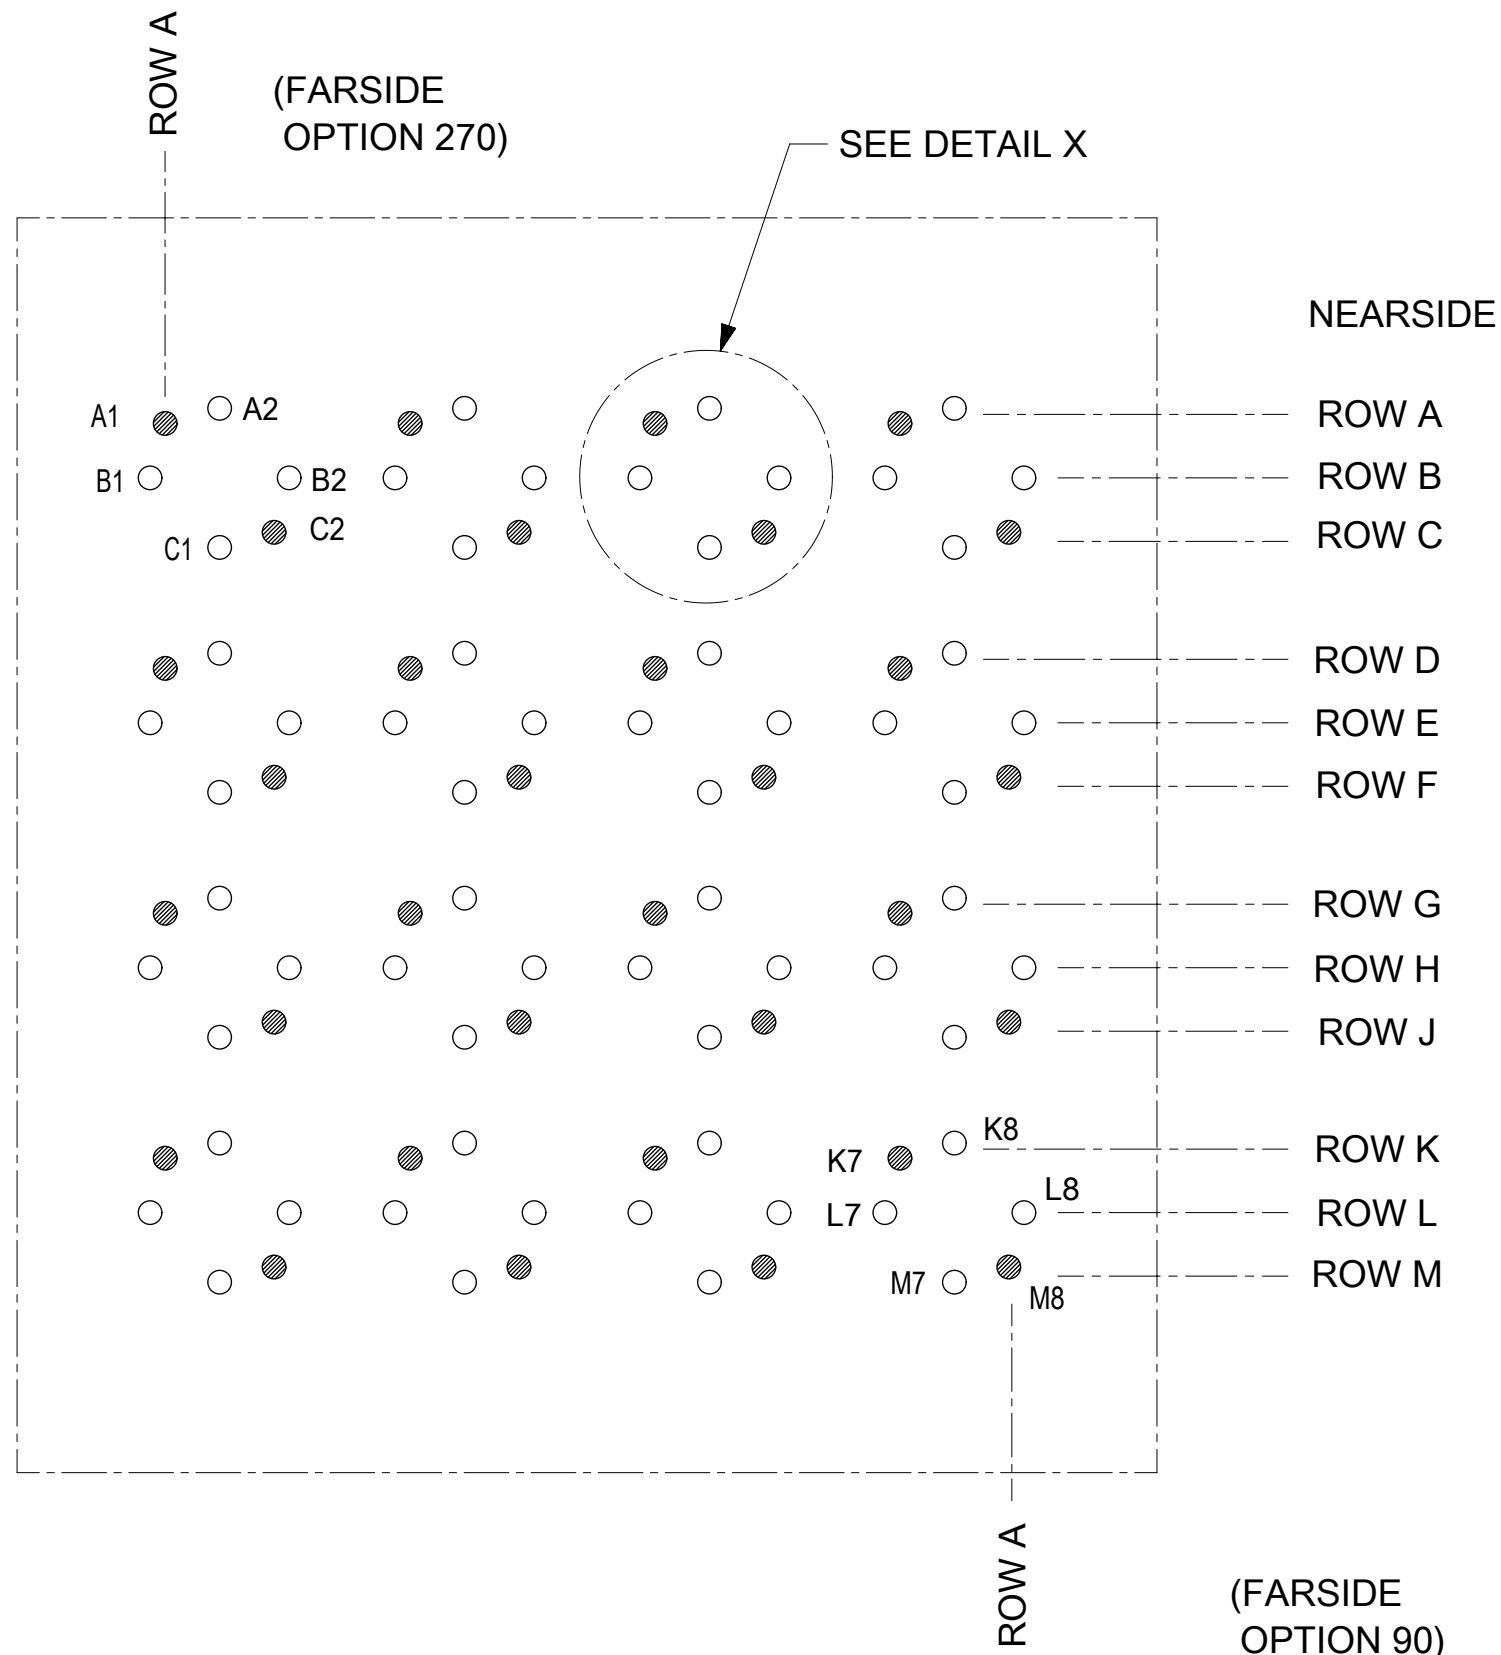 ROW A
(FARSIDE
OPTION 270)
SEE DETAIL X
NEARSIDE
A1
A2
ROW A
B1
B2
ROW B
C1
C2
ROW C
ROW D
ROW E
ROW F
ROW G
ROW H
ROW J
K7
K8
ROW K
L7
L8
ROW L
M7
M8
ROW M
ROW A
(FARSIDE
OPTION 90)